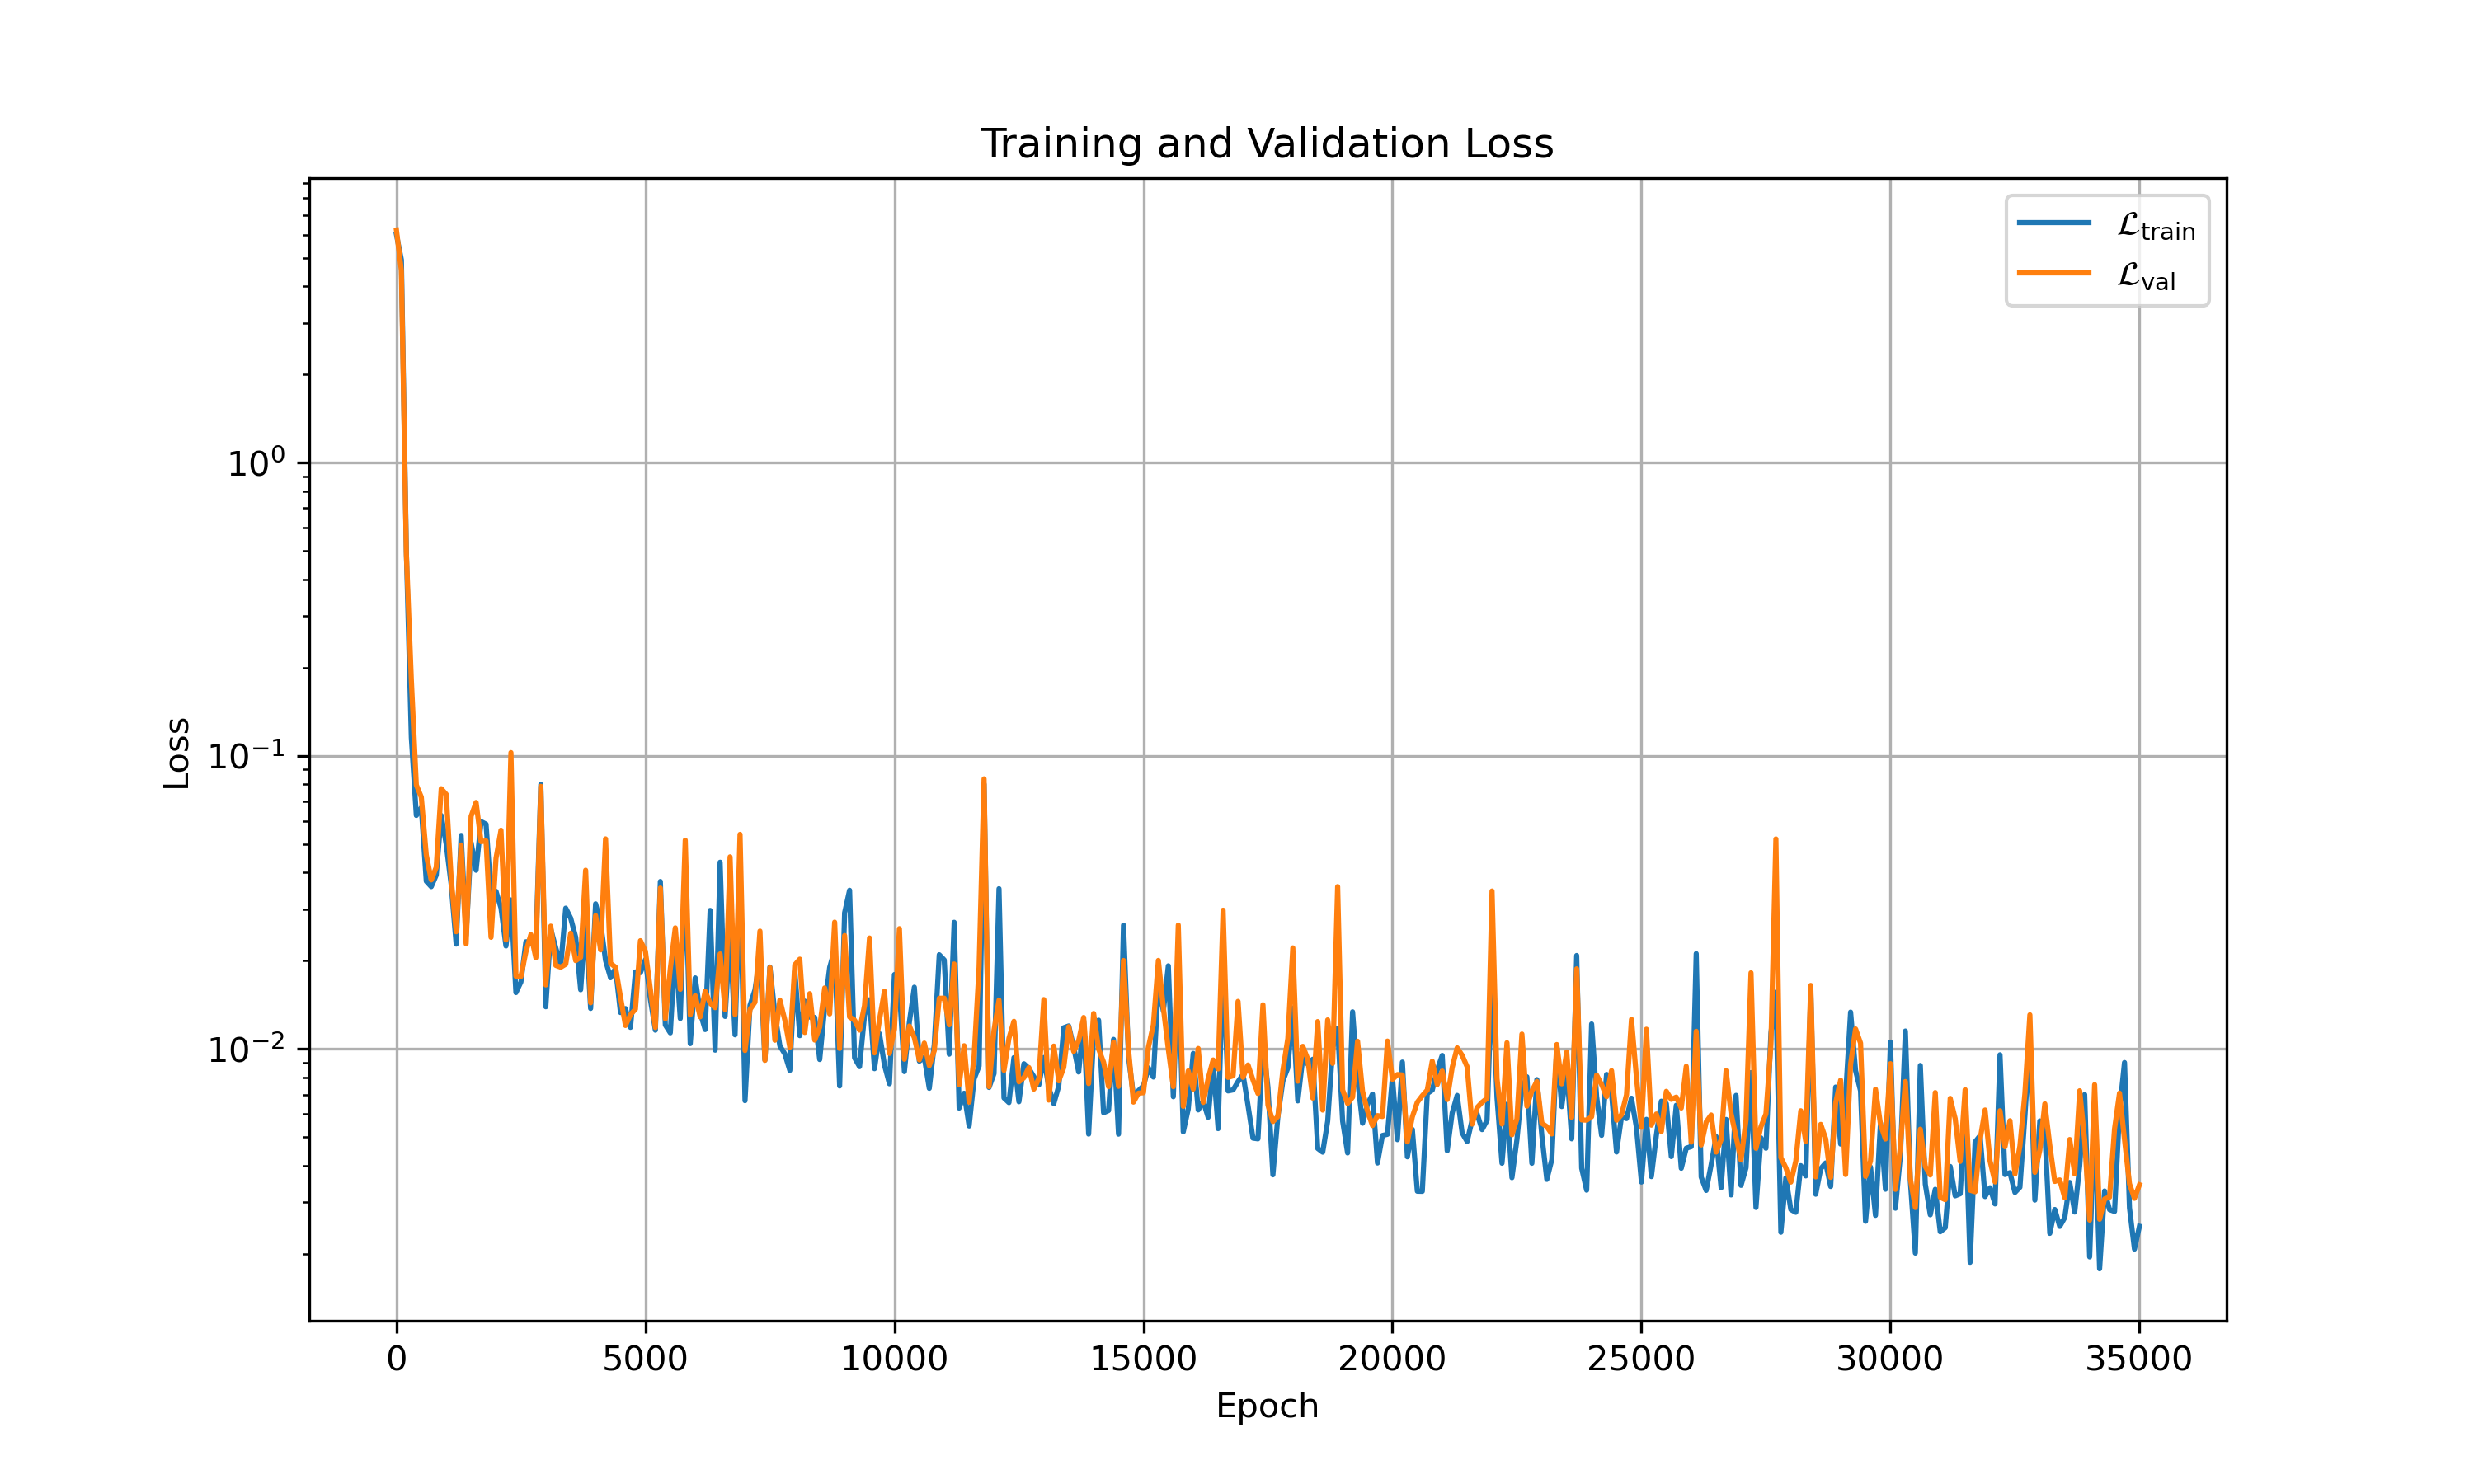 Training and Validation Loss
ℒtrain
ℒval
10⁰
10⁻¹
10⁻²
Loss
0 5000 10000 15000 20000 25000 30000 35000
Epoch